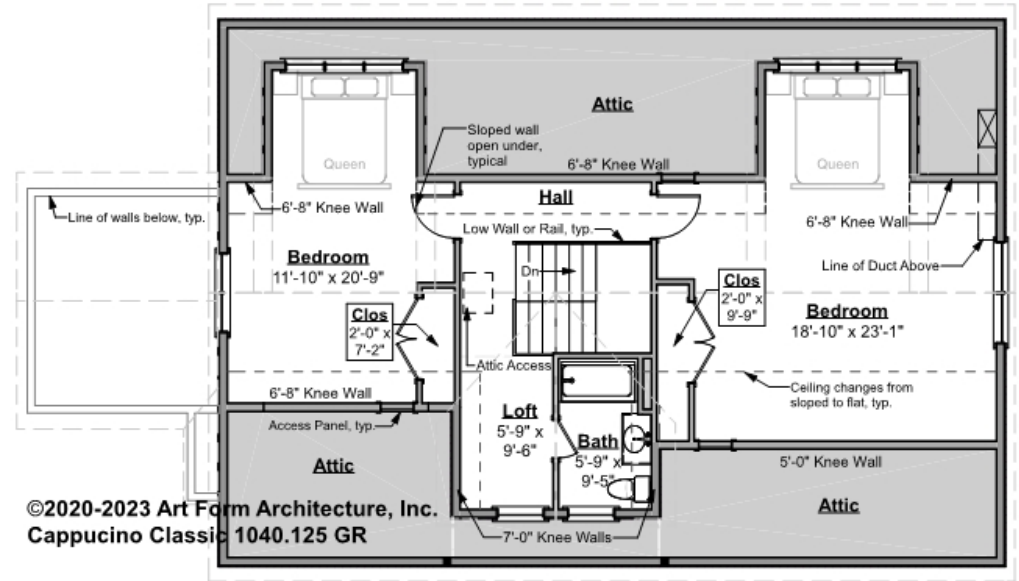 Attic
Sloped wall
open under,
typical
Queen
Queen
6'-8" Knee Wall
Hall
6'-8" Knee Wall
6'-8" Knee Wall
Line of walls below, typ.
Low Wall or Rail, typ.
Bedroom
11'-10" x 20'-9"
Dn
Line of Duct Above
Clos
2'-0" x
9'-9"
Clos
2'-0" x
7'-2"
Bedroom
18'-10" x 23'-1"
Attic Access
Ceiling changes from
sloped to flat, typ.
6'-8" Knee Wall
Access Panel, typ.
Loft
5'-9" x
9'-6"
Bath
5'-9" x
9'-5"
5'-0" Knee Wall
Attic
Attic
©2020-2023 Art Form Architecture, Inc.
Cappucino Classic 1040.125 GR
7'-0" Knee Walls